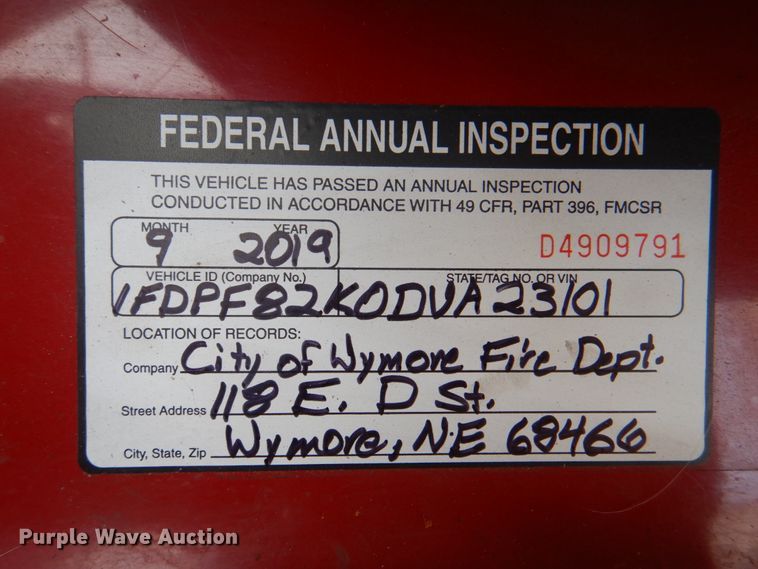 FEDERAL ANNUAL INSPECTION
THIS VEHICLE HAS PASSED AN ANNUAL INSPECTION
CONDUCTED IN ACCORDANCE WITH 49 CFR, PART 396, FMCSR
MONTH YEAR
9 2019 D4909791
VEHICLE ID (Company No.) STATE/TAG NO. OR VIN
1FDPF82K0DVA23101
LOCATION OF RECORDS:
Company City of Wymore Fire Dept.
Street Address 118 E. D St.
City, State, Zip Wymore, NE 68466
Purple Wave Auction